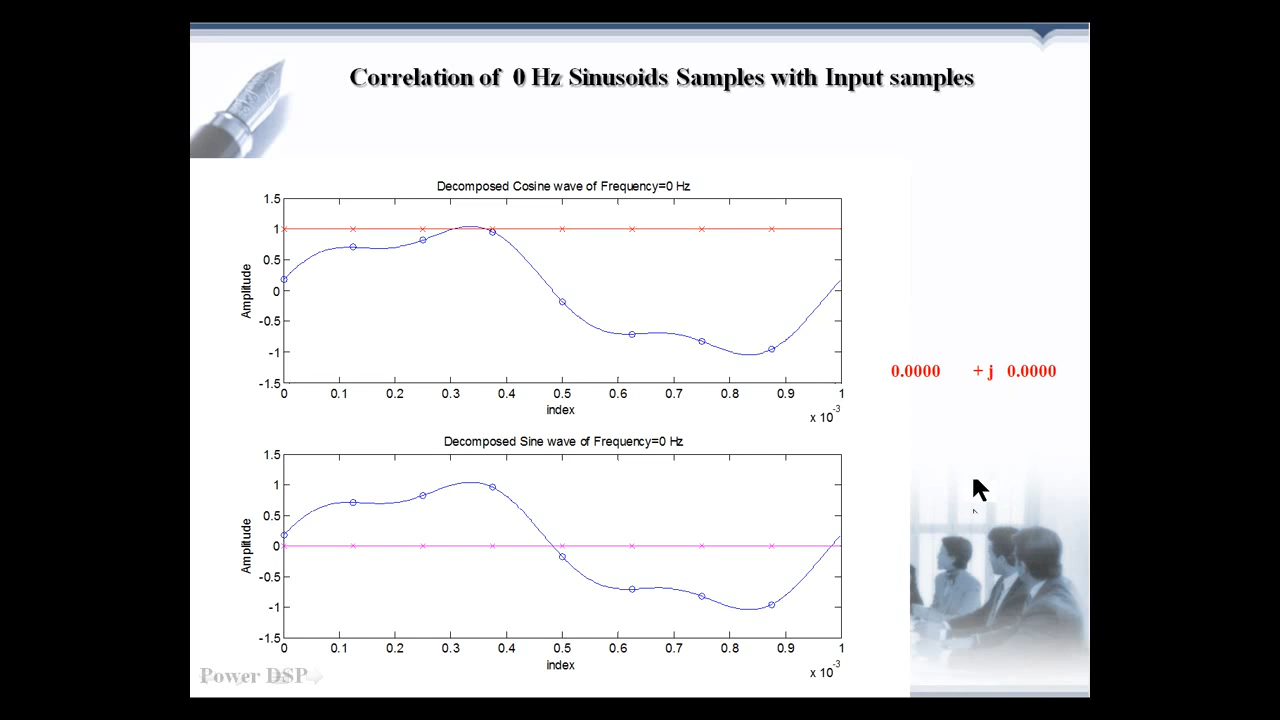 Correlation of 0 Hz Sinusoids Samples with Input samples
Decomposed Cosine wave of Frequency=0 Hz
1.5
1
0.5
0
-0.5
-1
-1.5
Amplitude
0 0.1 0.2 0.3 0.4 0.5 0.6 0.7 0.8 0.9 1
index
x 10-3
0.0000 + j 0.0000
Decomposed Sine wave of Frequency=0 Hz
1.5
1
0.5
0
-0.5
-1
-1.5
Amplitude
0 0.1 0.2 0.3 0.4 0.5 0.6 0.7 0.8 0.9 1
index
x 10-3
Power DSP